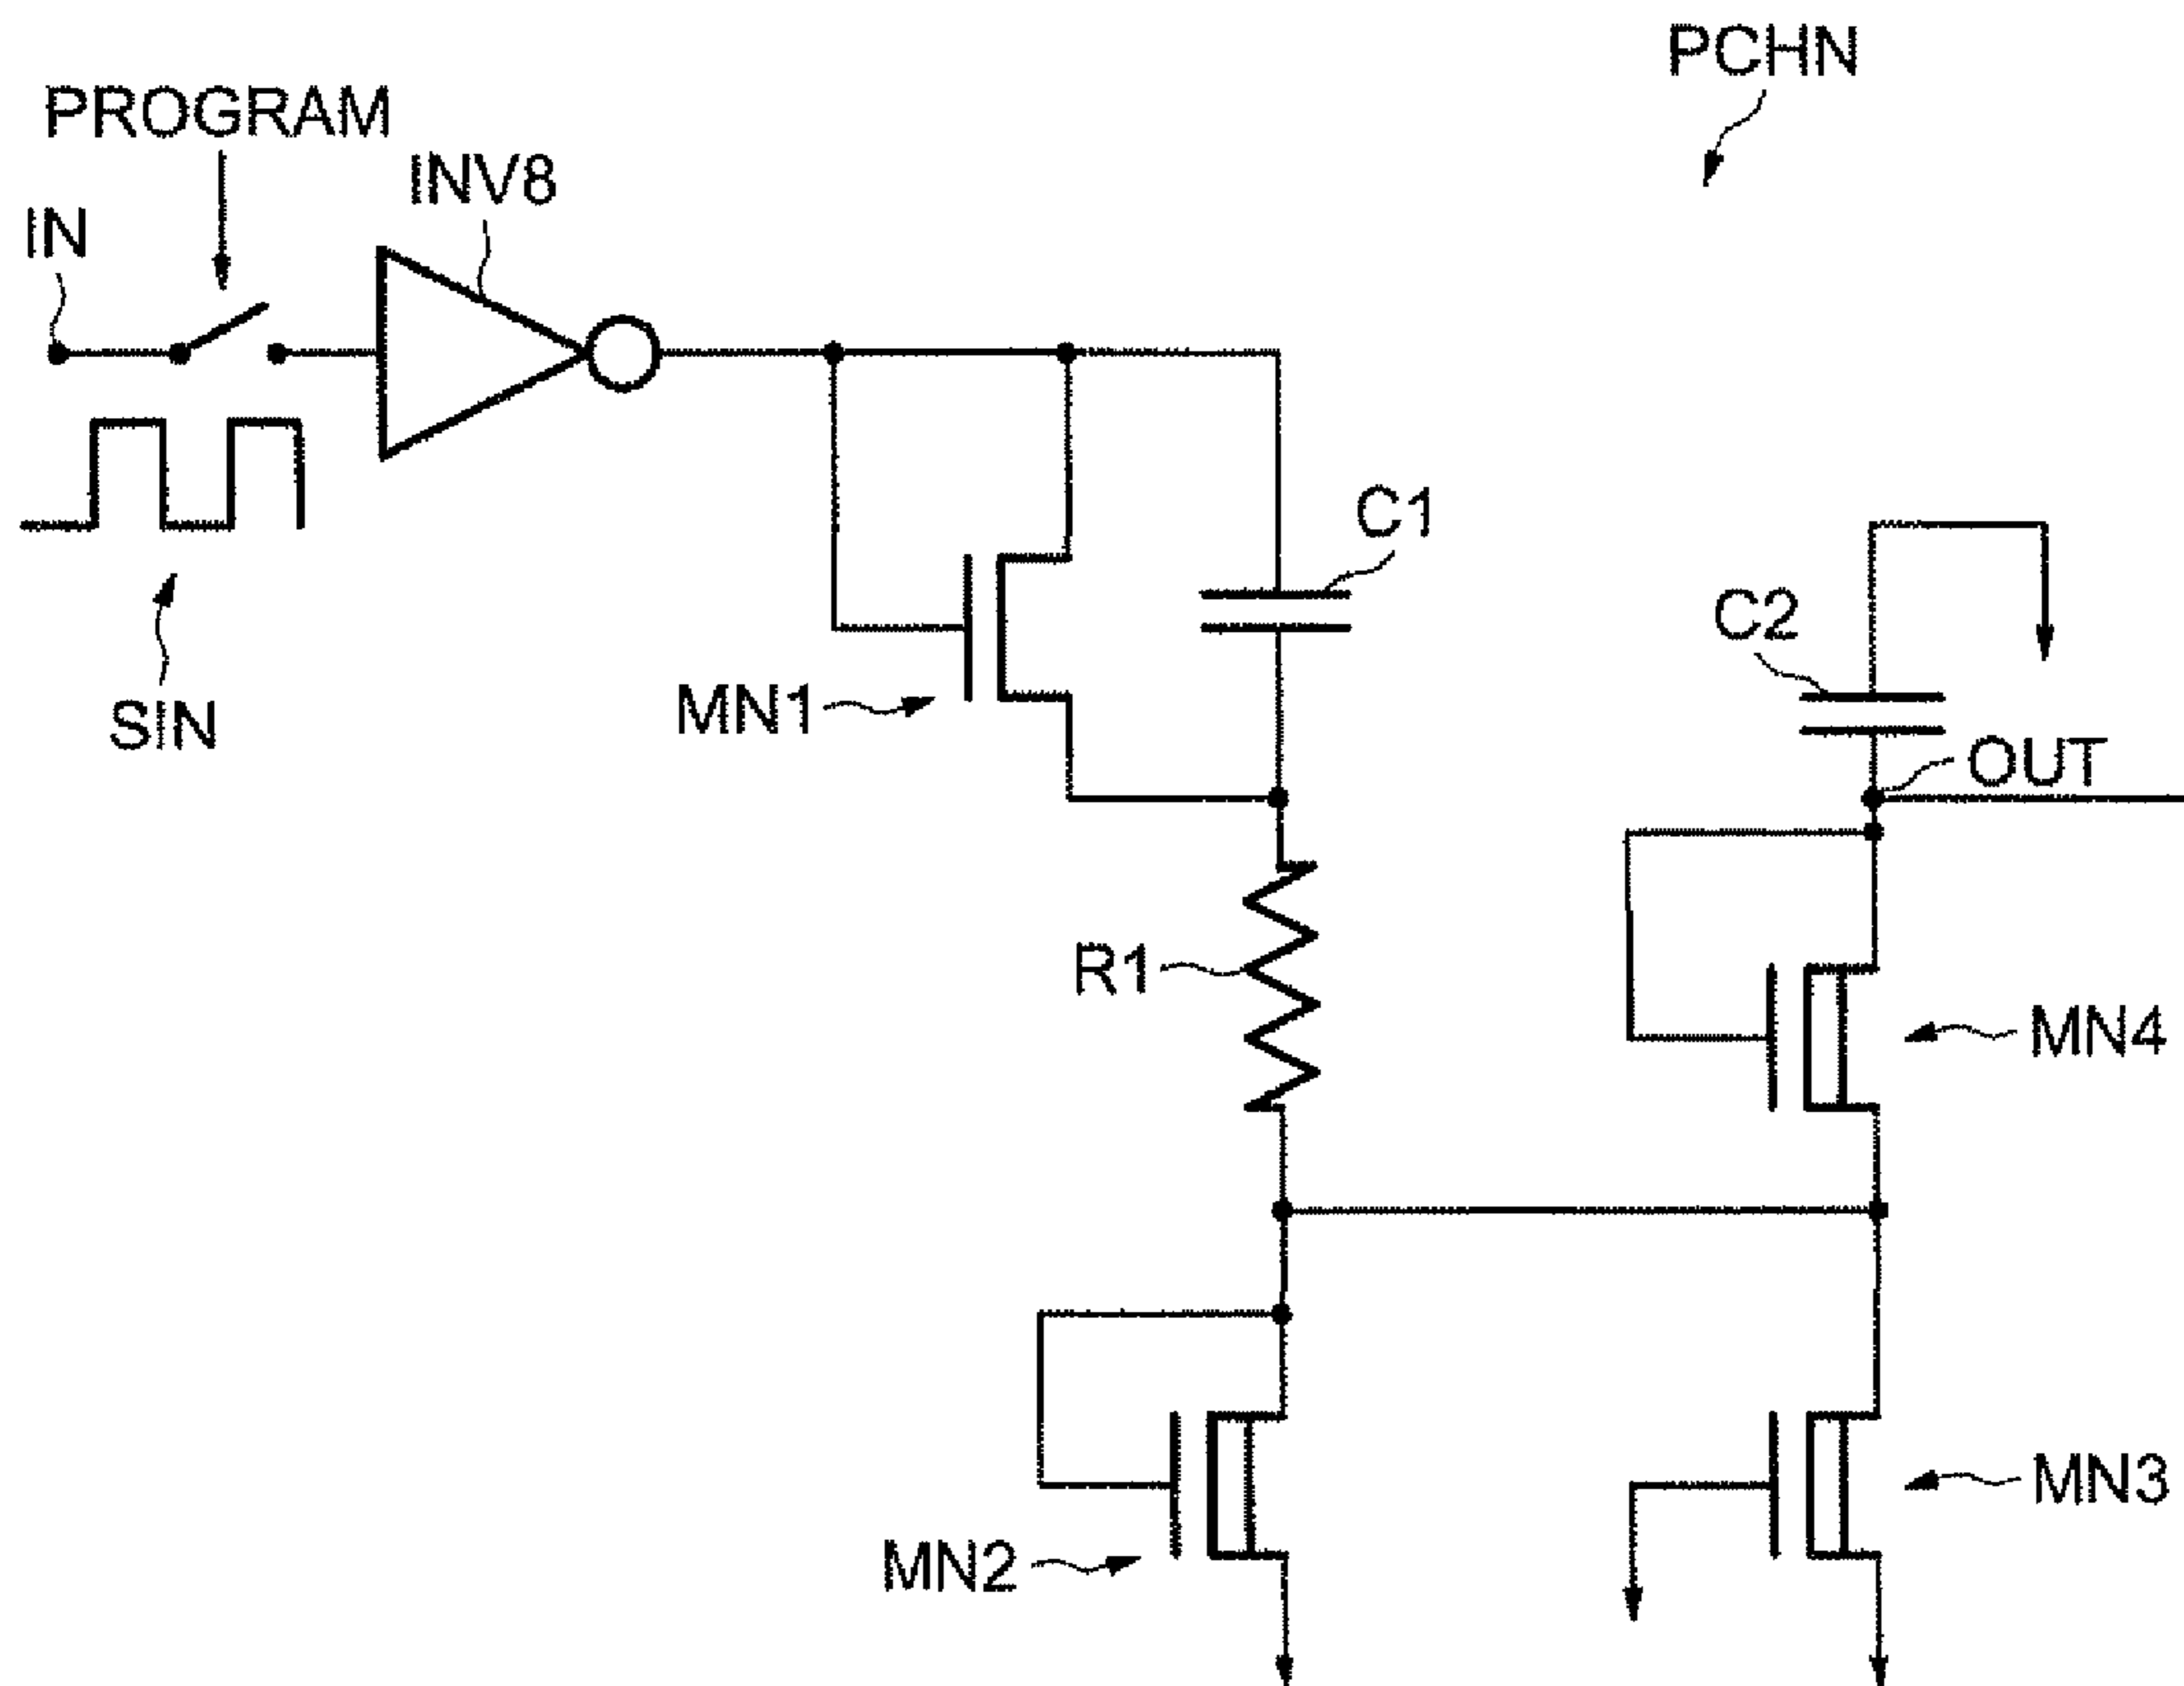 PCHN
PROGRAM
INV8
IN
C1
C2
MN1
SIN
OUT
R1
MN4
MN3
MN2